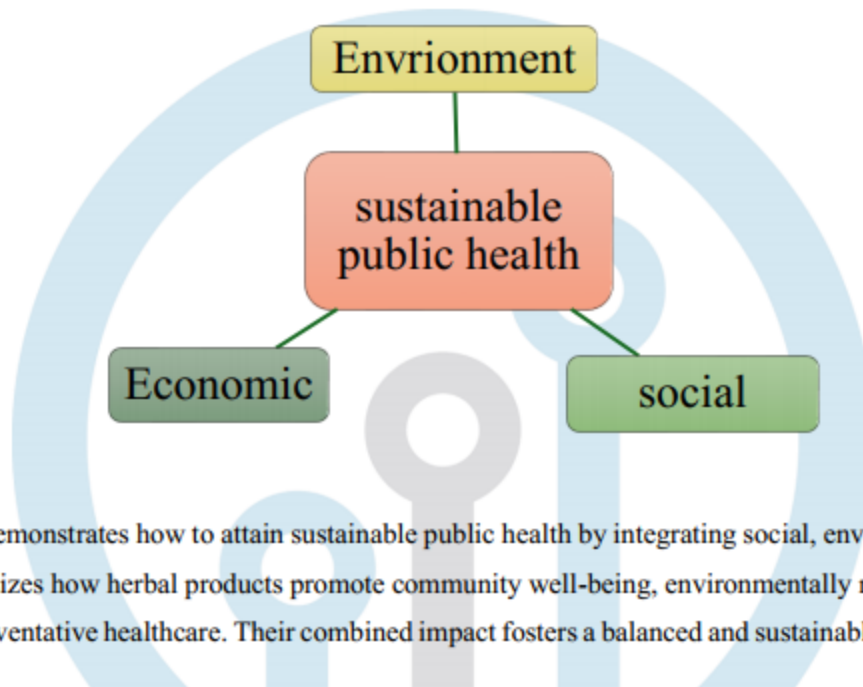 Envrionment
sustainable
public health
Economic
social
emonstrates how to attain sustainable public health by integrating social, env
izes how herbal products promote community well-being, environmentally
ventative healthcare. Their combined impact fosters a balanced and sustainab